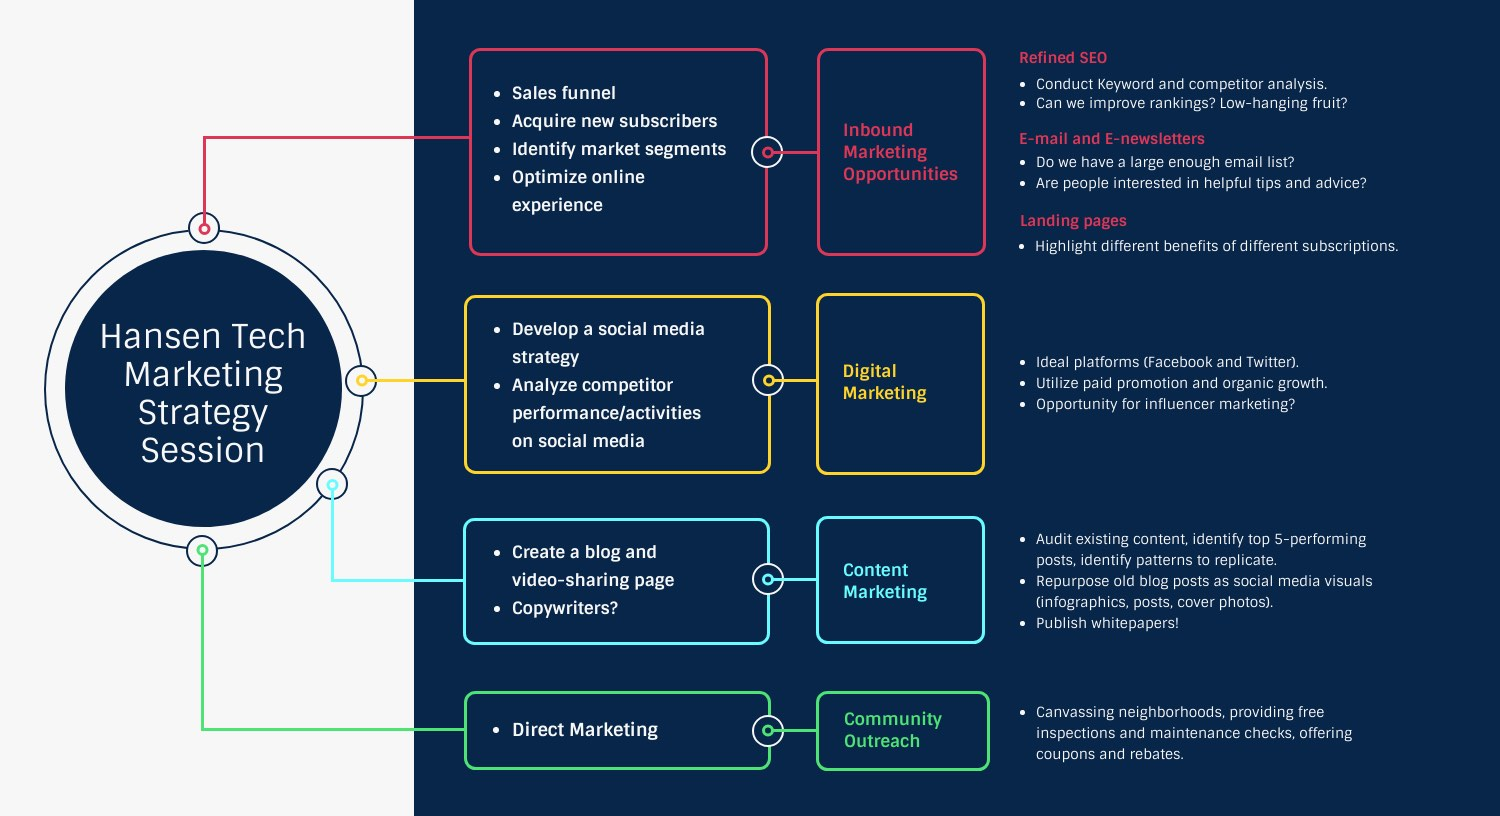 Hansen Tech
Marketing
Strategy
Session
• Sales funnel
• Acquire new subscribers
• Identify market segments
• Optimize online
experience
Inbound
Marketing
Opportunities
Refined SEO
• Conduct Keyword and competitor analysis.
• Can we improve rankings? Low-hanging fruit?
E-mail and E-newsletters
• Do we have a large enough email list?
• Are people interested in helpful tips and advice?
Landing pages
• Highlight different benefits of different subscriptions.
• Develop a social media
strategy
• Analyze competitor
performance/activities
on social media
Digital
Marketing
• Ideal platforms (Facebook and Twitter).
• Utilize paid promotion and organic growth.
• Opportunity for influencer marketing?
• Create a blog and
video-sharing page
• Copywriters?
Content
Marketing
• Audit existing content, identify top 5-performing
posts, identify patterns to replicate.
• Repurpose old blog posts as social media visuals
(infographics, posts, cover photos).
• Publish whitepapers!
• Direct Marketing
Community
Outreach
• Canvassing neighborhoods, providing free
inspections and maintenance checks, offering
coupons and rebates.